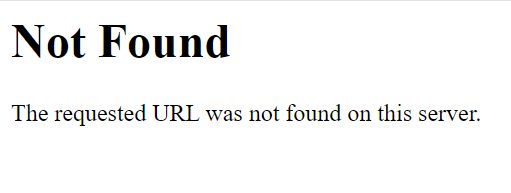 Not Found
The requested URL was not found on this server.